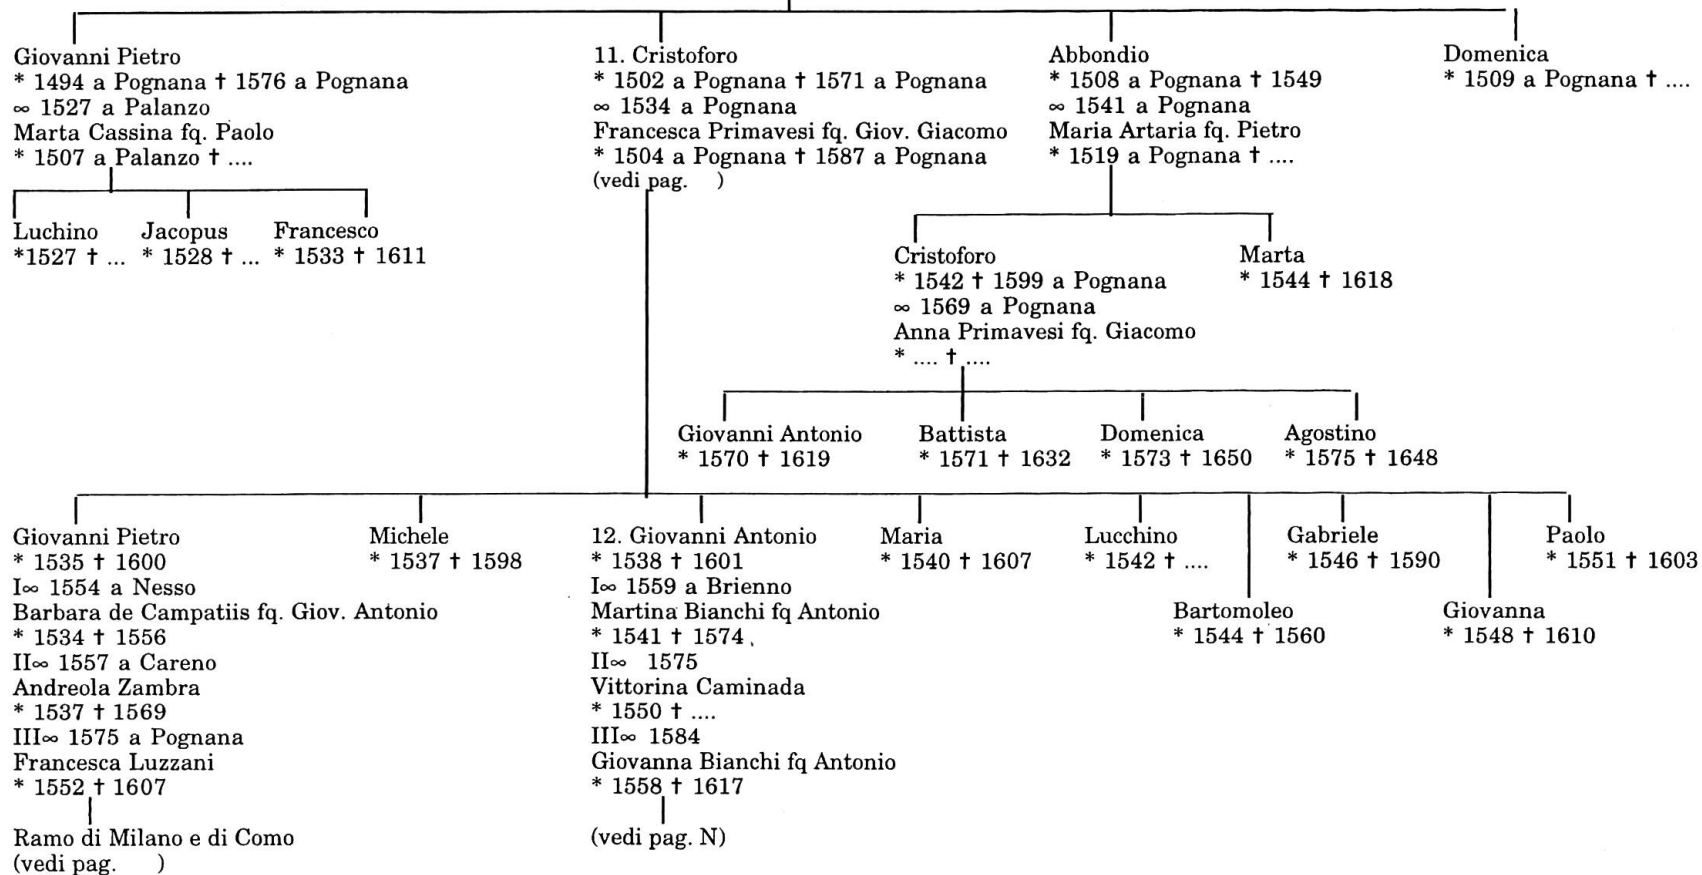 Giovanni Pietro
* 1494 a Pognana † 1576 a Pognana
∞ 1527 a Palanzo
Marta Cassina fq. Paolo
* 1507 a Palanzo † ....
11. Cristoforo
* 1502 a Pognana † 1571 a Pognana
∞ 1534 a Pognana
Francesca Primavesi fq. Giov. Giacomo
* 1504 a Pognana † 1587 a Pognana
(vedi pag. )
Abbondio
* 1508 a Pognana † 1549
∞ 1541 a Pognana
Maria Artaria fq. Pietro
* 1519 a Pognana † ....
Domenica
* 1509 a Pognana † ....
Luchino
*1527 † ...
Jacopus
* 1528 † ...
Francesco
* 1533 † 1611
Cristoforo
* 1542 † 1599 a Pognana
∞ 1569 a Pognana
Anna Primavesi fq. Giacomo
* .... † ....
Marta
* 1544 † 1618
Giovanni Antonio
* 1570 † 1619
Battista
* 1571 † 1632
Domenica
* 1573 † 1650
Agostino
* 1575 † 1648
Giovanni Pietro
* 1535 † 1600
I∞ 1554 a Nesso
Barbara de Campatiis fq. Giov. Antonio
* 1534 † 1556
II∞ 1557 a Careno
Andreola Zambra
* 1537 † 1569
III∞ 1575 a Pognana
Francesca Luzzani
* 1552 † 1607
Ramo di Milano e di Como
(vedi pag. )
Michele
* 1537 † 1598
12. Giovanni Antonio
* 1538 † 1601
I∞ 1559 a Brienno
Martina Bianchi fq Antonio
* 1541 † 1574
II∞ 1575
Vittorina Caminada
* 1550 † ....
III∞ 1584
Giovanna Bianchi fq Antonio
* 1558 † 1617
(vedi pag. N)
Maria
* 1540 † 1607
Lucchino
* 1542 † ....
Bartomoleo
* 1544 † 1560
Gabriele
* 1546 † 1590
Giovanna
* 1548 † 1610
Paolo
* 1551 † 1603